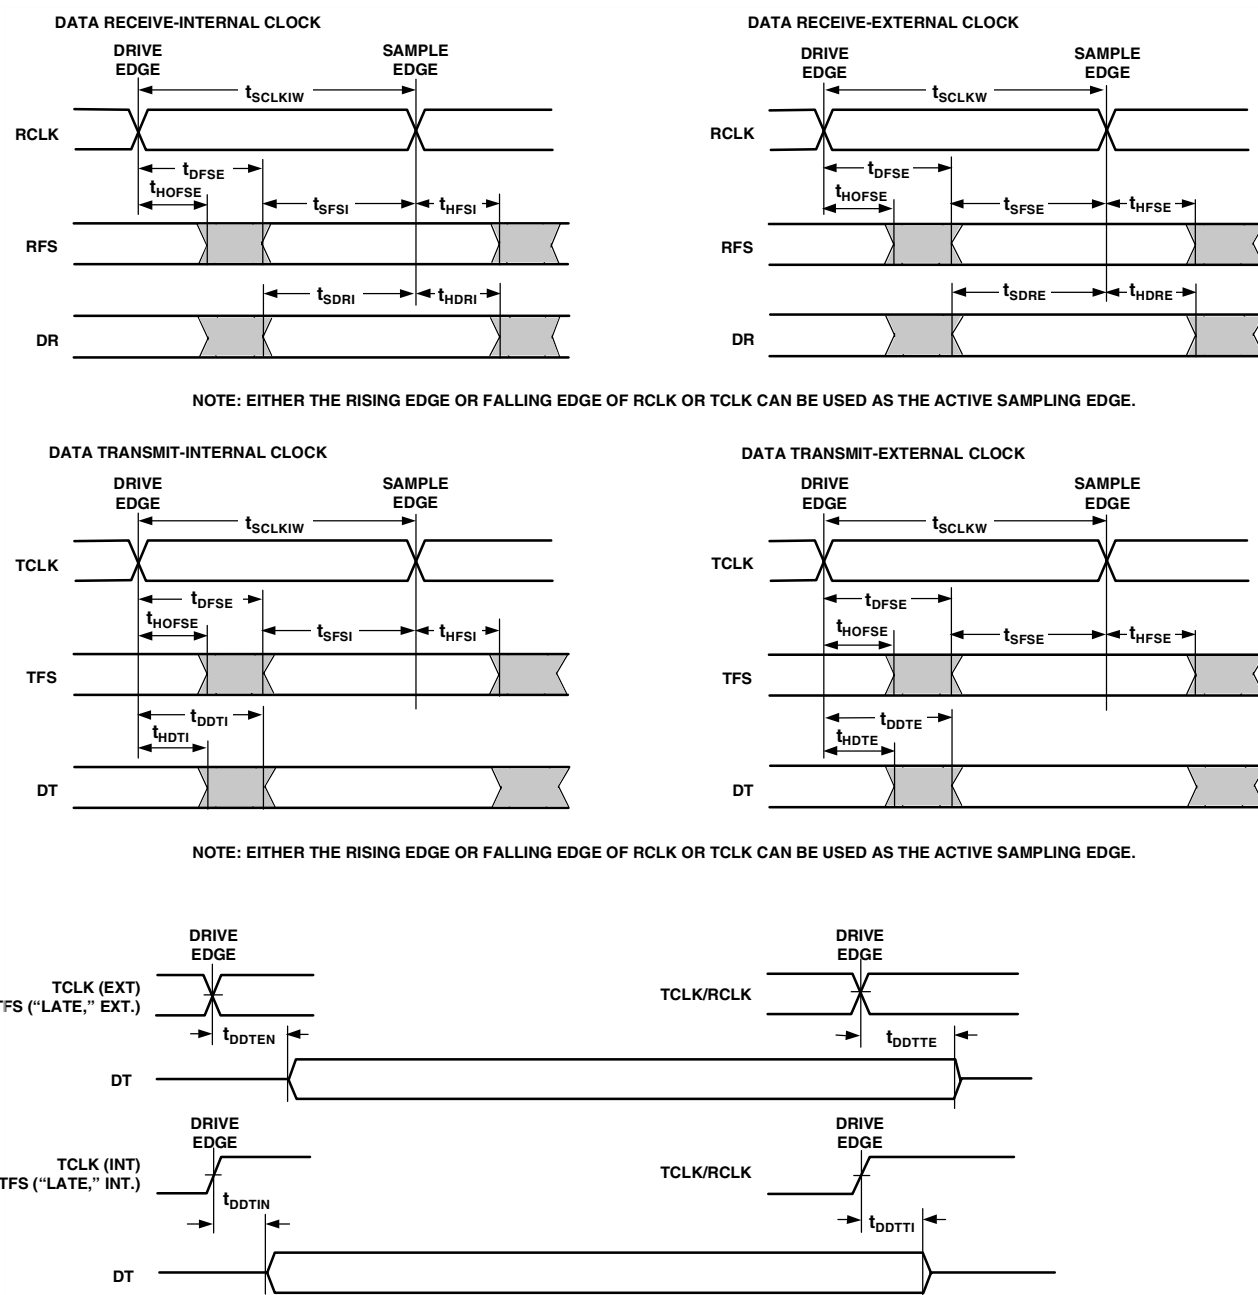 DATA RECEIVE-INTERNAL CLOCK
DRIVE
EDGE
SAMPLE
EDGE
tSCLKIW
RCLK
tDFSE
tHOFSE
tSFSI
tHFSI
RFS
tSDRI
tHDRI
DR
DATA RECEIVE-EXTERNAL CLOCK
DRIVE
EDGE
SAMPLE
EDGE
tSCLKW
RCLK
tDFSE
tHOFSE
tSFSE
tHFSE
RFS
tSDRE
tHDRE
DR
NOTE: EITHER THE RISING EDGE OR FALLING EDGE OF RCLK OR TCLK CAN BE USED AS THE ACTIVE SAMPLING EDGE.
DATA TRANSMIT-INTERNAL CLOCK
DRIVE
EDGE
SAMPLE
EDGE
tSCLKIW
TCLK
tDFSE
tHOFSE
tSFSI
tHFSI
TFS
tDDTI
tHDTI
DT
DATA TRANSMIT-EXTERNAL CLOCK
DRIVE
EDGE
SAMPLE
EDGE
tSCLKW
TCLK
tDFSE
tHOFSE
tSFSE
tHFSE
TFS
tDDTE
tHDTE
DT
NOTE: EITHER THE RISING EDGE OR FALLING EDGE OF RCLK OR TCLK CAN BE USED AS THE ACTIVE SAMPLING EDGE.
DRIVE
EDGE
TCLK (EXT)
TFS (“LATE,” EXT.)
tDDTEN
DRIVE
EDGE
TCLK/RCLK
tDDTTE
DT
DRIVE
EDGE
TCLK (INT)
TFS (“LATE,” INT.)
tDDTIN
DRIVE
EDGE
TCLK/RCLK
tDDTTI
DT